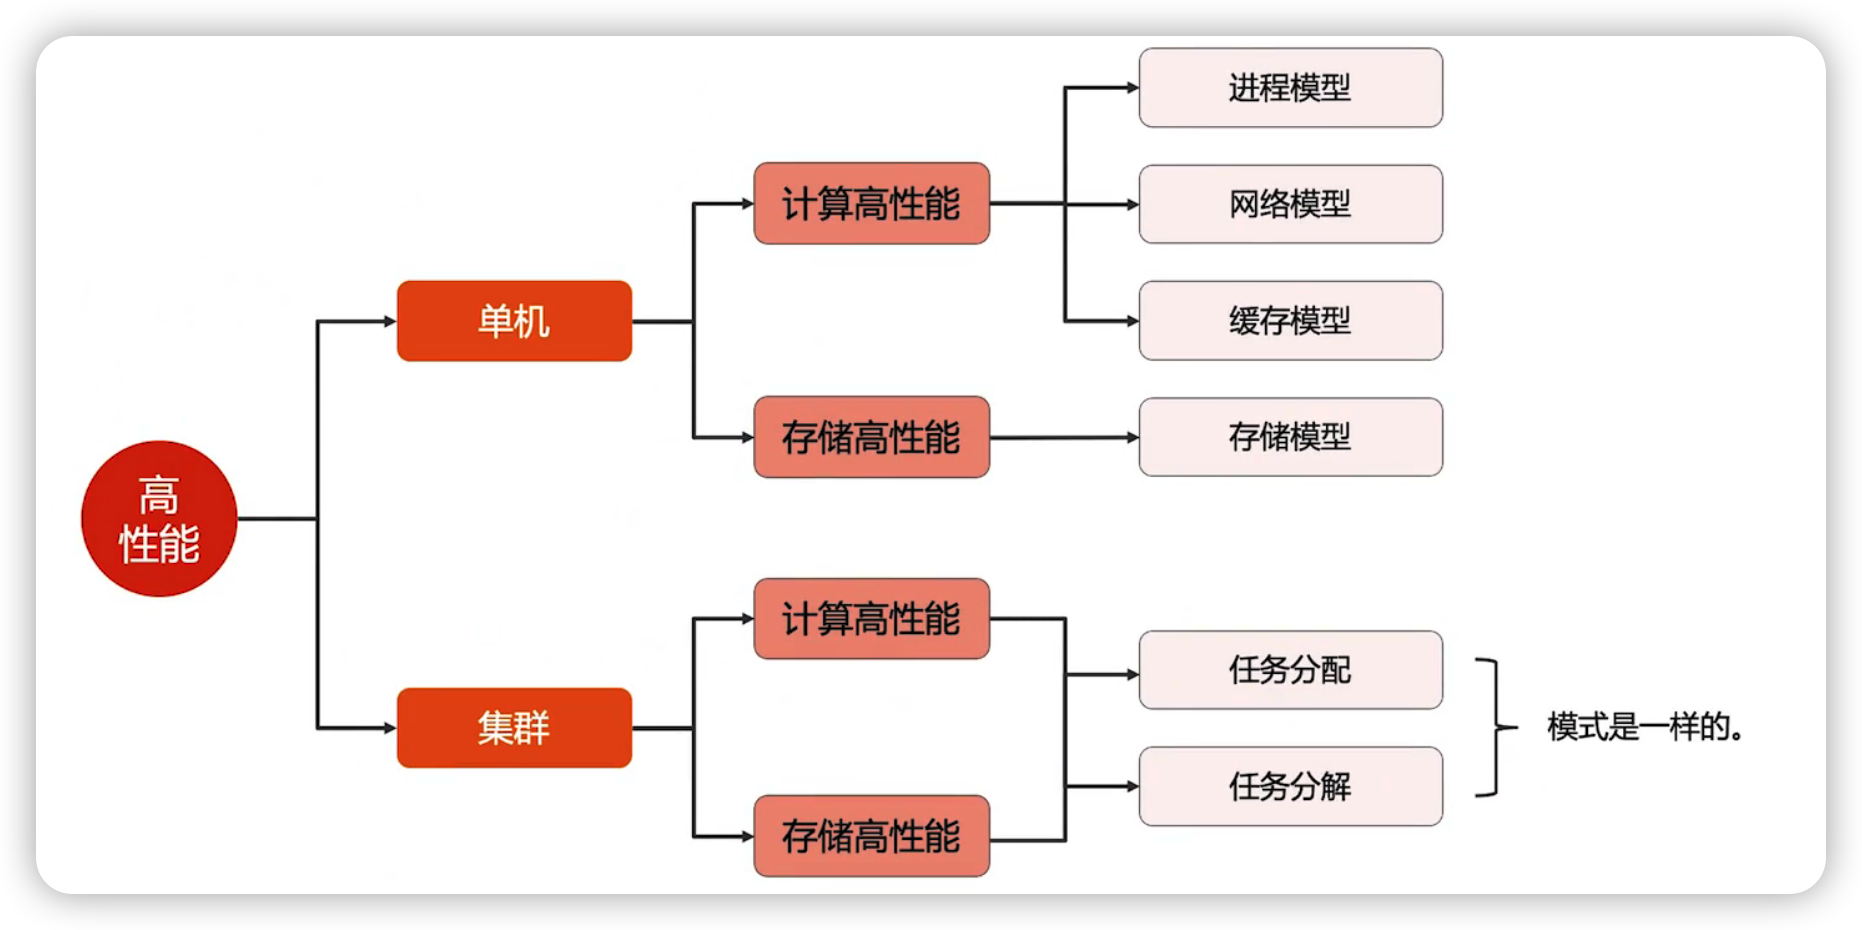 高
性能
单机
计算高性能
进程模型
网络模型
缓存模型
存储高性能
存储模型
集群
计算高性能
存储高性能
任务分配
任务分解
模式是一样的。